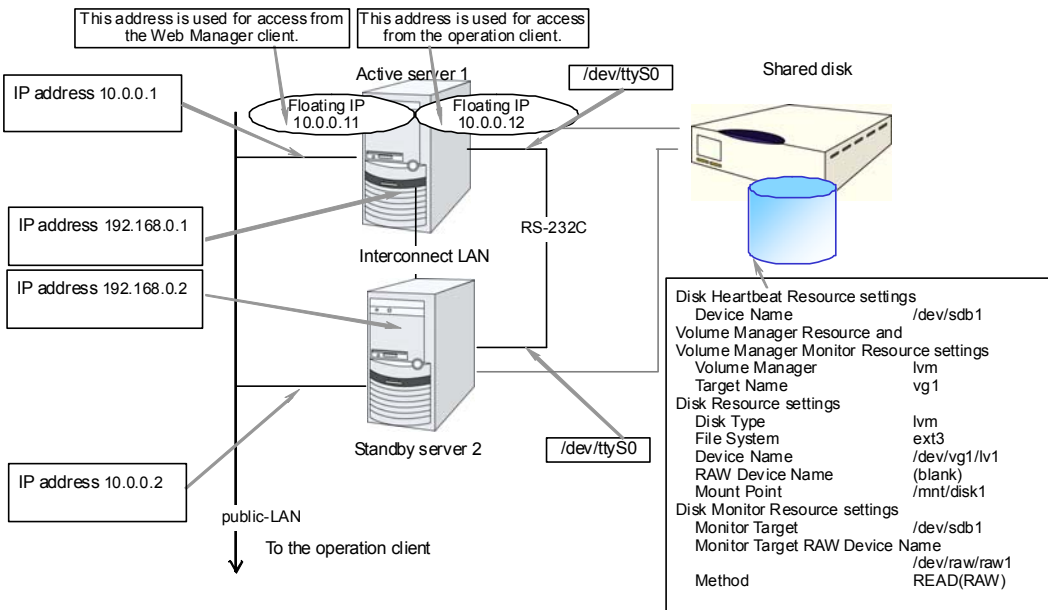 This address is used for access from
the Web Manager client.
This address is used for access
from the operation client.
Active server 1
/dev/ttyS0
Shared disk
IP address 10.0.0.1
Floating IP
10.0.0.11
Floating IP
10.0.0.12
IP address 192.168.0.1
RS-232C
Interconnect LAN
IP address 192.168.0.2
Standby server 2
/dev/ttyS0
IP address 10.0.0.2
public-LAN
To the operation client
Disk Heartbeat Resource settings
Device Name /dev/sdb1
Volume Manager Resource and
Volume Manager Monitor Resource settings
Volume Manager lvm
Target Name vg1
Disk Resource settings
Disk Type lvm
File System ext3
Device Name /dev/vg1/lv1
RAW Device Name (blank)
Mount Point /mnt/disk1
Disk Monitor Resource settings
Monitor Target /dev/sdb1
Monitor Target RAW Device Name
/dev/raw/raw1
Method READ(RAW)